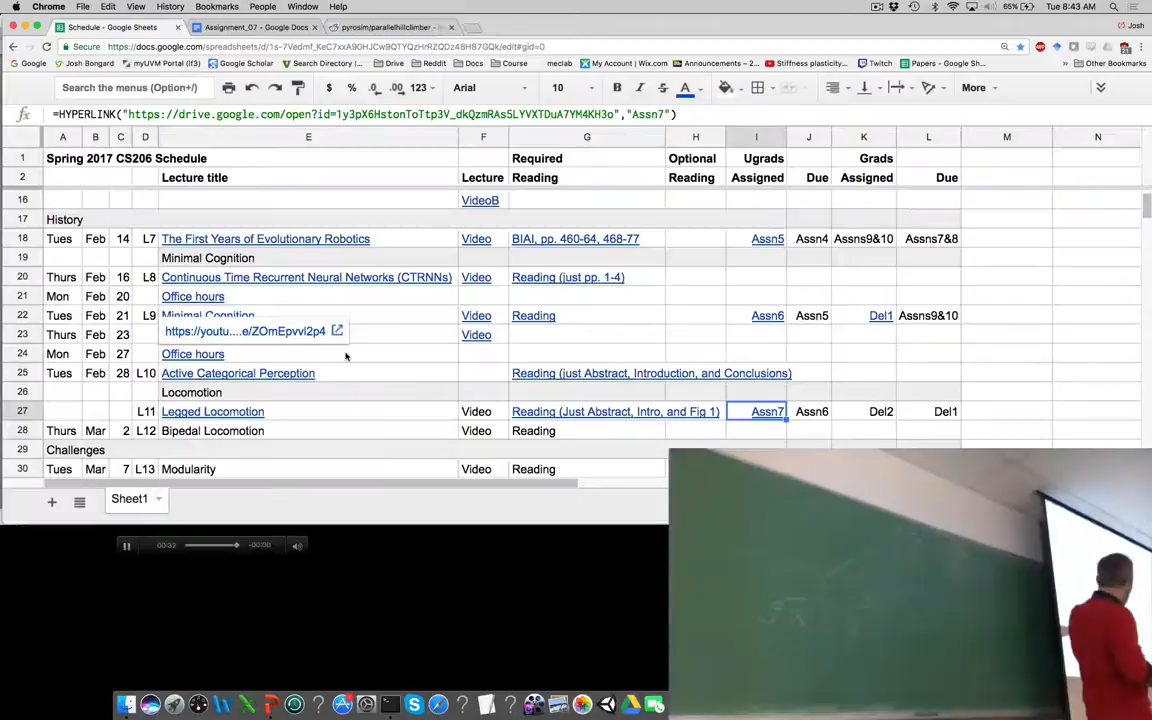 Chrome File Edit View History Bookmarks People Window Help 65% Tue 8:43 AM
Schedule - Google Sheets Assignment_07 - Google Docs pyrosim/parallelhillclimber Josh
Secure https://docs.google.com/spreadsheets/d/1s-7Vedmf_KeC7xxA90HJCw9QTYQzHrRZQDz4BH87GQk/edit#gid=0
Google Josh Bongard myUVM Portal (lf3) Google Scholar Search Directory |... Drive Reddit Docs Course meclab My Account | Wix.com Announcements – 2... Stiffness plasticity... Twitch Papers - Google Sh... Other Bookmarks
Search the menus (Option+/) $ % .0 .00 123 Arial 10 B I S A More
fx =HYPERLINK("https://drive.google.com/open?id=1y3pX6HstonToTtp3V_dkQzmRAs5LYVXTDuA7YM4KH3o","Assn7")
A B C D E F G H I J K L M N
1 Spring 2017 CS206 Schedule Required Optional Ugrads Grads
2 Lecture title Lecture Reading Reading Assigned Due Assigned Due
16 VideoB
17 History
18 Tues Feb 14 L7 The First Years of Evolutionary Robotics Video BIAI, pp. 460-64, 468-77 Assn5 Assn4 Assns9&10 Assns7&8
19 Minimal Cognition
20 Thurs Feb 16 L8 Continuous Time Recurrent Neural Networks (CTRNNs) Video Reading (just pp. 1-4)
21 Mon Feb 20 Office hours
22 Tues Feb 21 L9 Minimal Cognition Video Reading Assn6 Assn5 Del1 Assns9&10
https://youtu....e/ZOmEpvvl2p4
23 Thurs Feb 23 Video
24 Mon Feb 27 Office hours
25 Tues Feb 28 L10 Active Categorical Perception Reading (just Abstract, Introduction, and Conclusions)
26 Locomotion
27 L11 Legged Locomotion Video Reading (Just Abstract, Intro, and Fig 1) Assn7 Assn6 Del2 Del1
28 Thurs Mar 2 L12 Bipedal Locomotion Video Reading
29 Challenges
30 Tues Mar 7 L13 Modularity Video Reading
Sheet1
00:32 -00:00